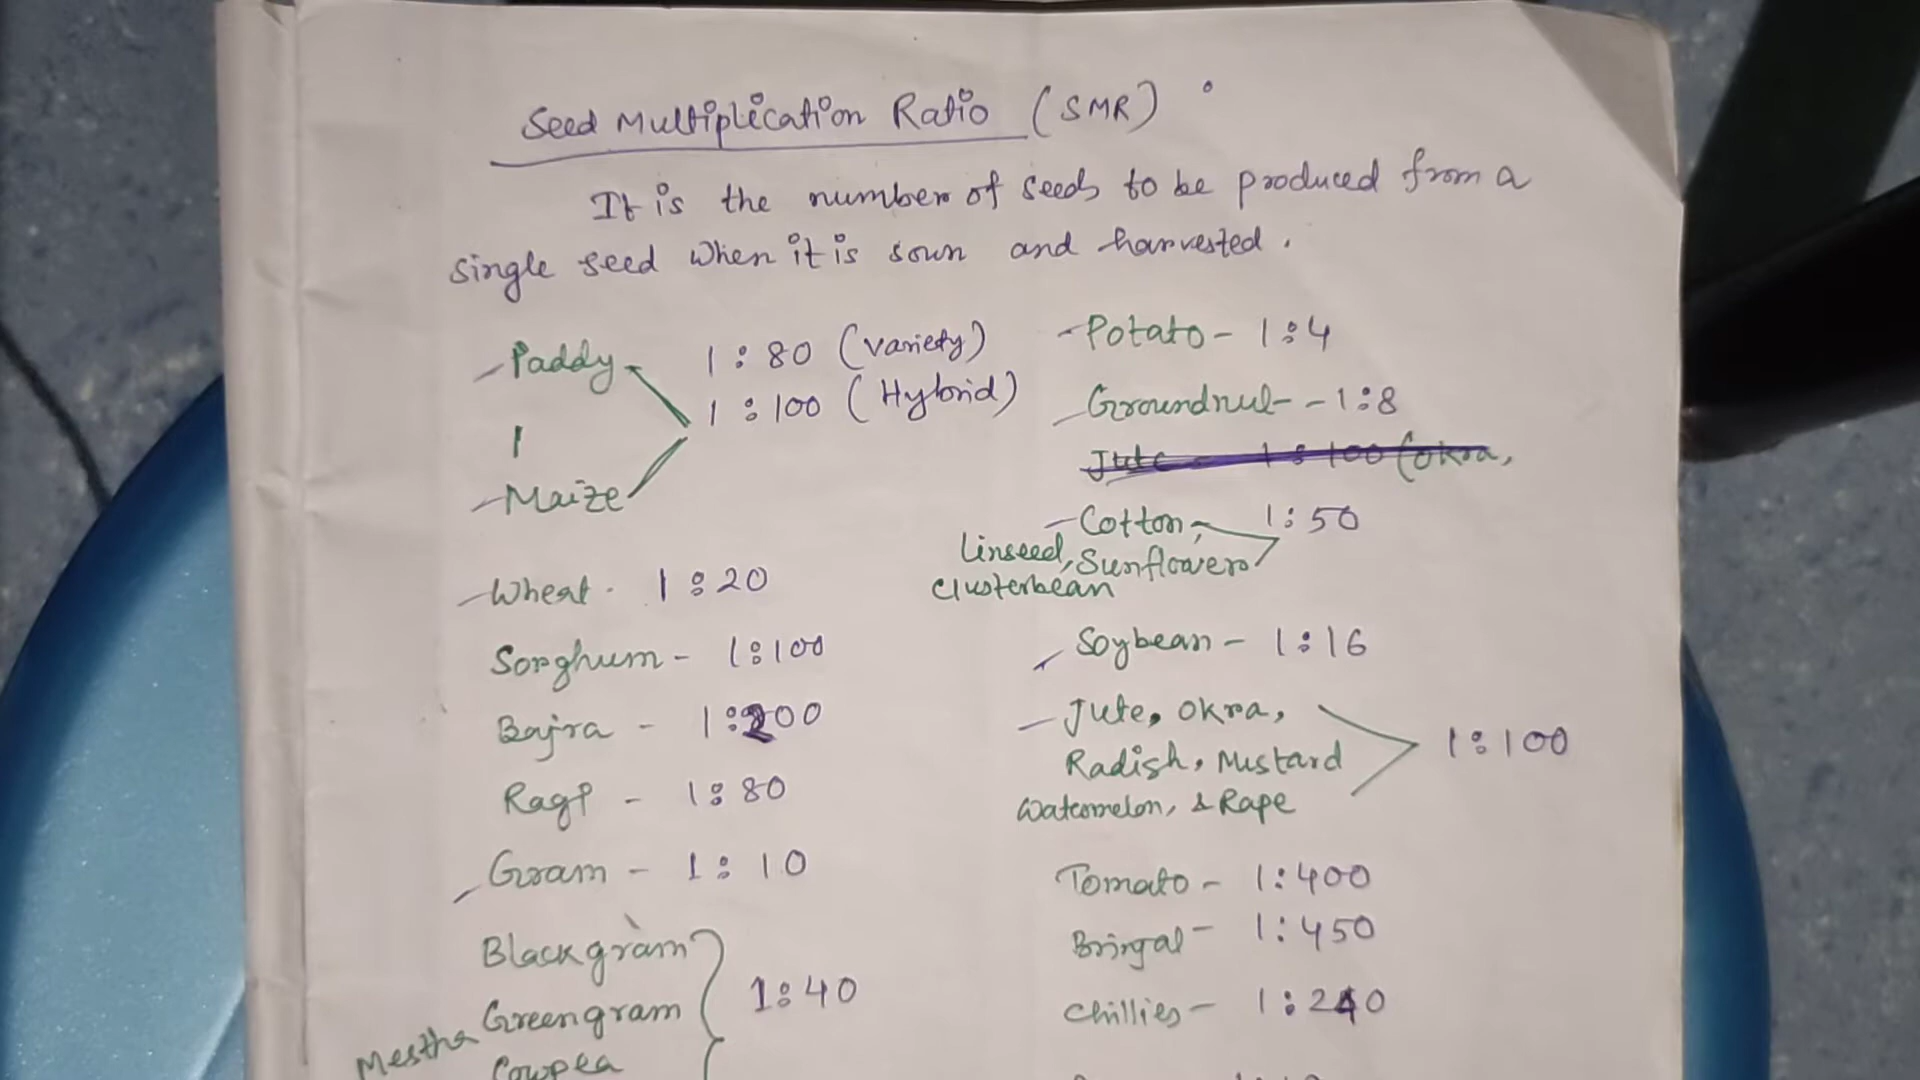 Seed Multiplication Ratio (SMR)
It is the number of seeds to be produced from a
single seed when it is sown and harvested.
Paddy 1:80 (variety)
1:100 (Hybrid)
Maize
Wheat - 1:20
Sorghum - 1:100
Bajra - 1:200
Ragi - 1:80
Gram - 1:10
Blackgram
Greengram 1:40
Mestha
Cowpea
Potato - 1:4
Groundnut - 1:8
Jute - 1:100 (Okra,
Cotton, 1:50
Linseed, Sunflower
Clusterbean
Soybean - 1:16
Jute, Okra,
Radish, Mustard 1:100
Watermelon, & Rape
Tomato - 1:400
Brinjal - 1:450
Chillies - 1:240